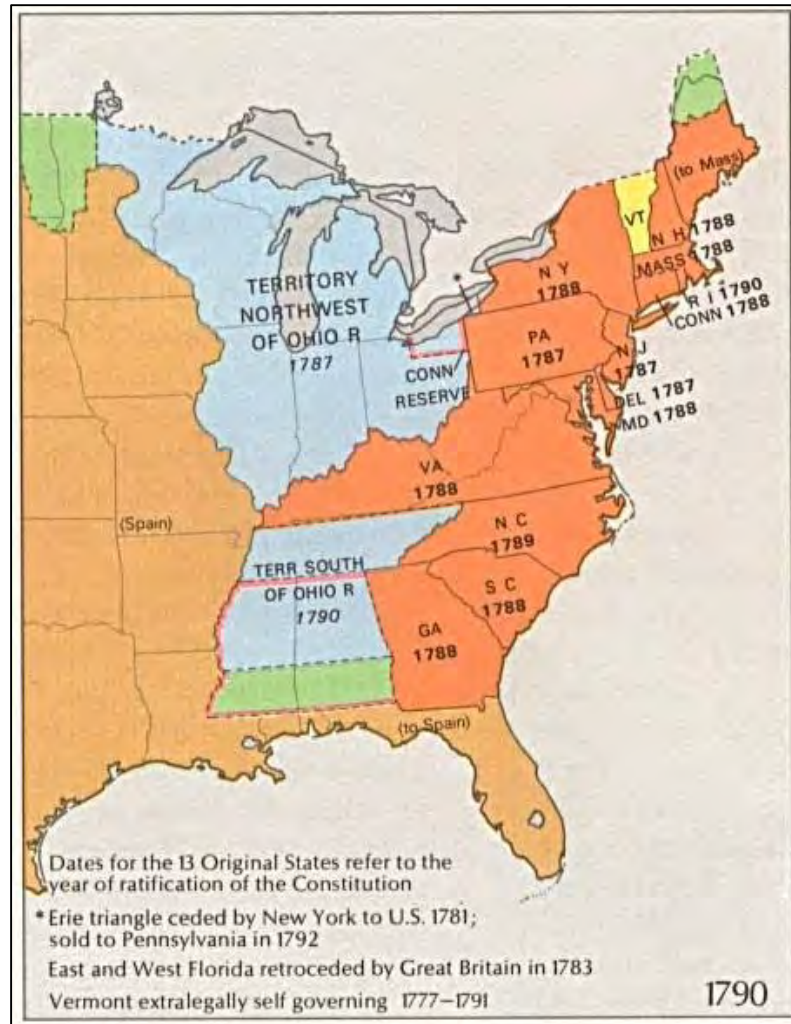 (to Mass)
VT
N H 1788
MASS 1788
R I 1790
CONN 1788
N Y
1788
*
TERRITORY
NORTHWEST
OF OHIO R
1787
PA
1787
N J
1787
CONN
RESERVE
DEL 1787
MD 1788
VA
1788
(Spain)
N C
1789
TERR SOUTH
OF OHIO R
1790
S C
1788
GA
1788
(to Spain)
Dates for the 13 Original States refer to the
year of ratification of the Constitution
*Erie triangle ceded by New York to U.S. 1781;
sold to Pennsylvania in 1792
East and West Florida retroceded by Great Britain in 1783
Vermont extralegally self governing 1777–1791
1790